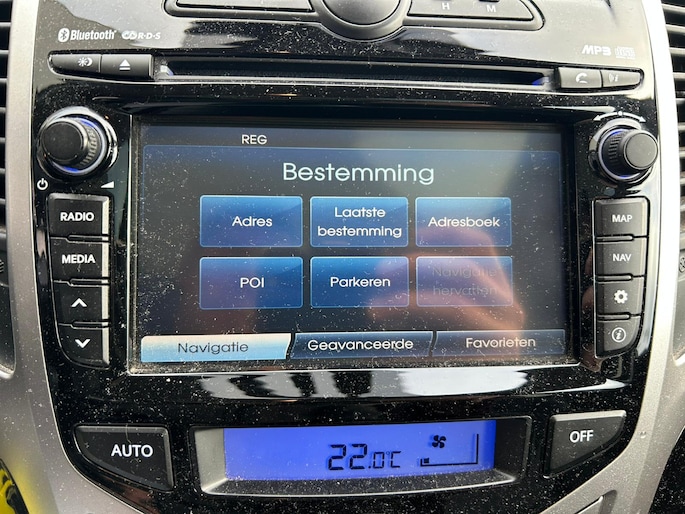 H M
Bluetooth R-D-S
MP3
REG
Bestemming
Adres
Laatste
bestemming
Adresboek
POI
Parkeren
Navigatie
hervatten
Navigatie
Geavanceerde
Favorieten
RADIO
MEDIA
MAP
NAV
AUTO
22.0C
OFF